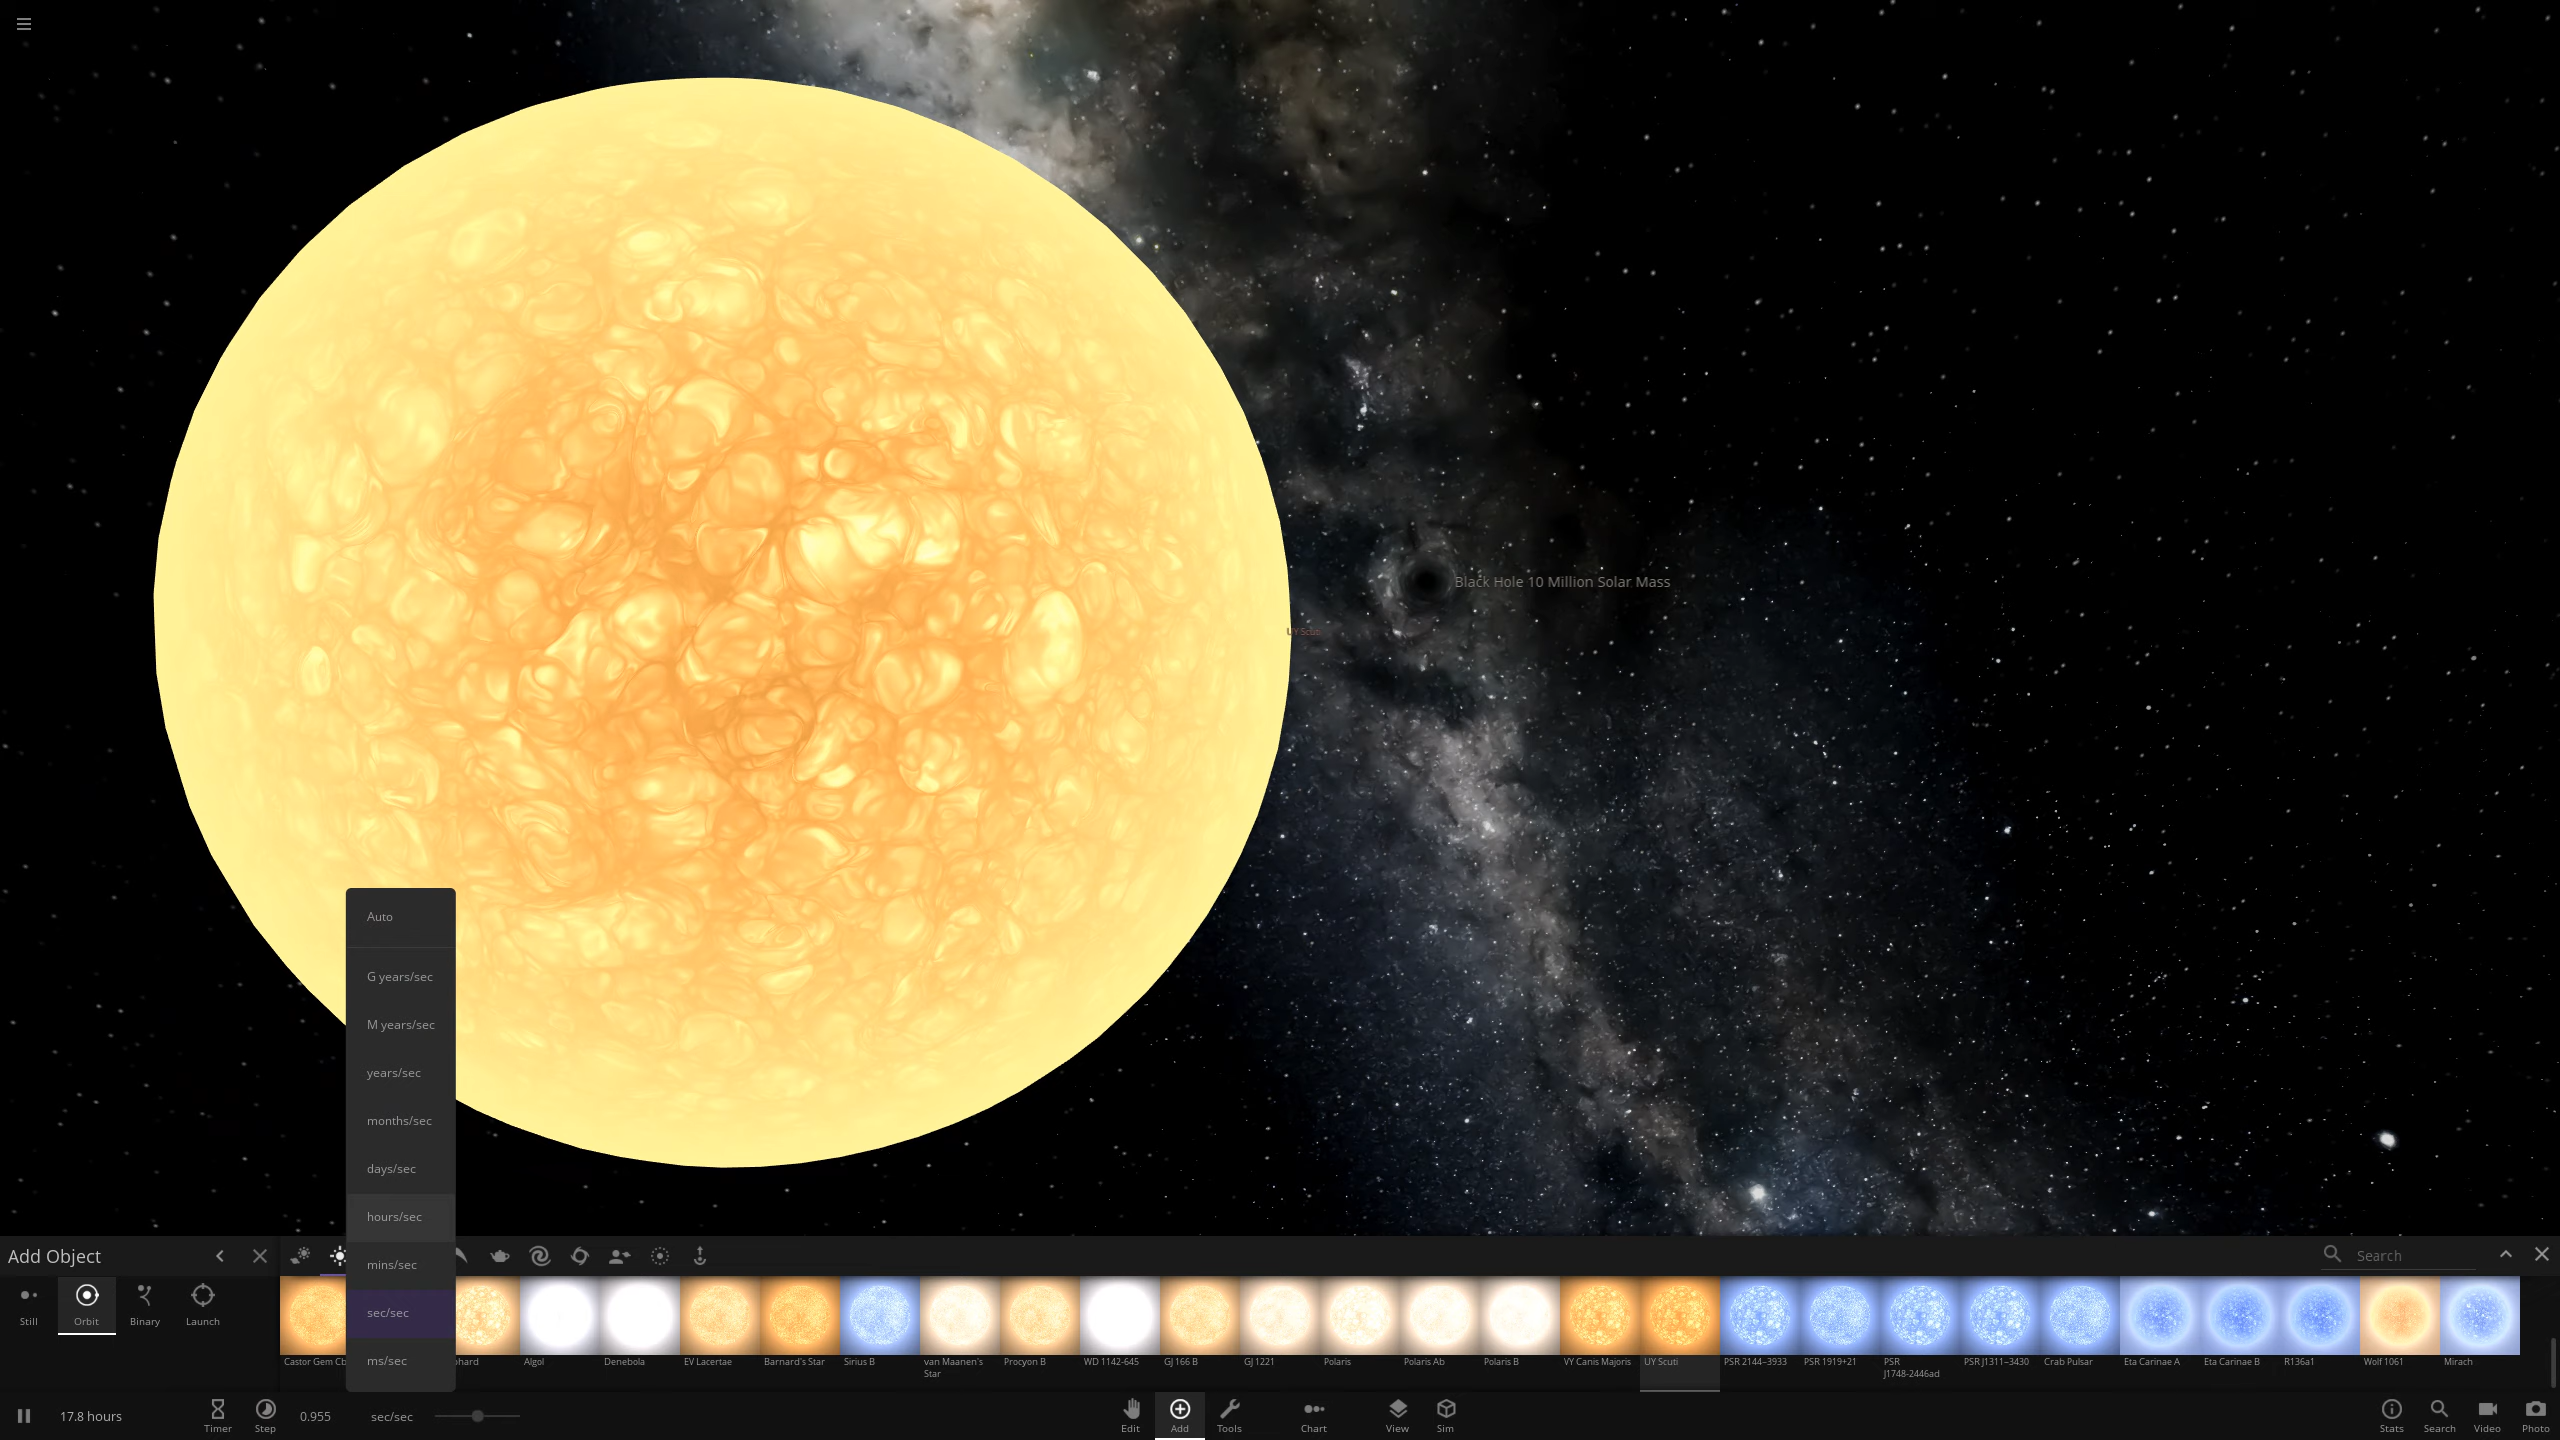 Black Hole 10 Million Solar Mass
UY Scuti
Auto
G years/sec
M years/sec
years/sec
months/sec
days/sec
hours/sec
mins/sec
sec/sec
ms/sec
Add Object
Search
Still
Orbit
Binary
Launch
Castor Gem Cb
Algol
Denebola
EV Lacertae
Barnard's Star
Sirius B
van Maanen's
Star
Procyon B
WD 1142-645
GJ 166 B
GJ 1221
Polaris
Polaris Ab
Polaris B
VY Canis Majoris
UY Scuti
PSR 2144−3933
PSR 1919+21
PSR
J1748-2446ad
PSR J1311−3430
Crab Pulsar
Eta Carinae A
Eta Carinae B
R136a1
Wolf 1061
Mirach
17.8 hours
Timer
Step
0.955
sec/sec
Edit
Add
Tools
Chart
View
Sim
Stats
Search
Video
Photo